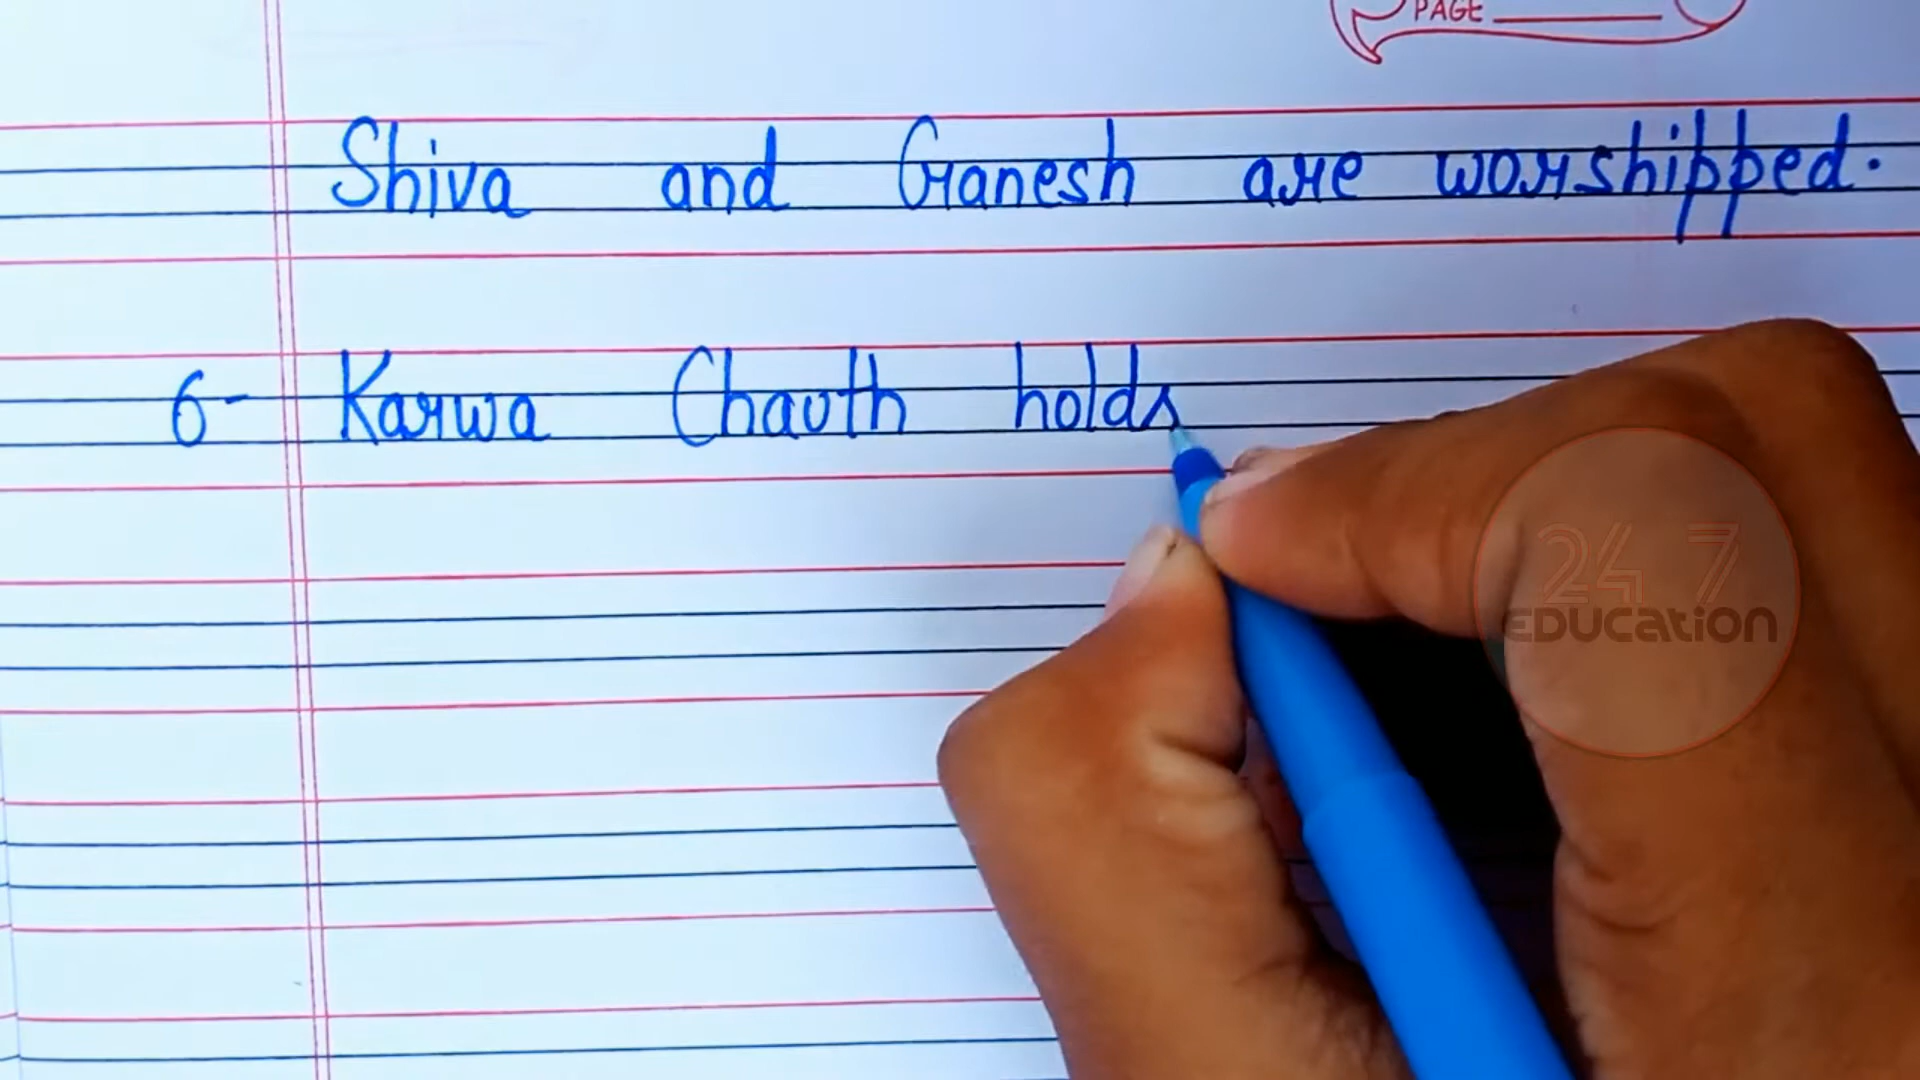 PAGE
Shiva and Ganesh are worshipped.
6- Karwa Chauth holds
24 7
EDUCATION